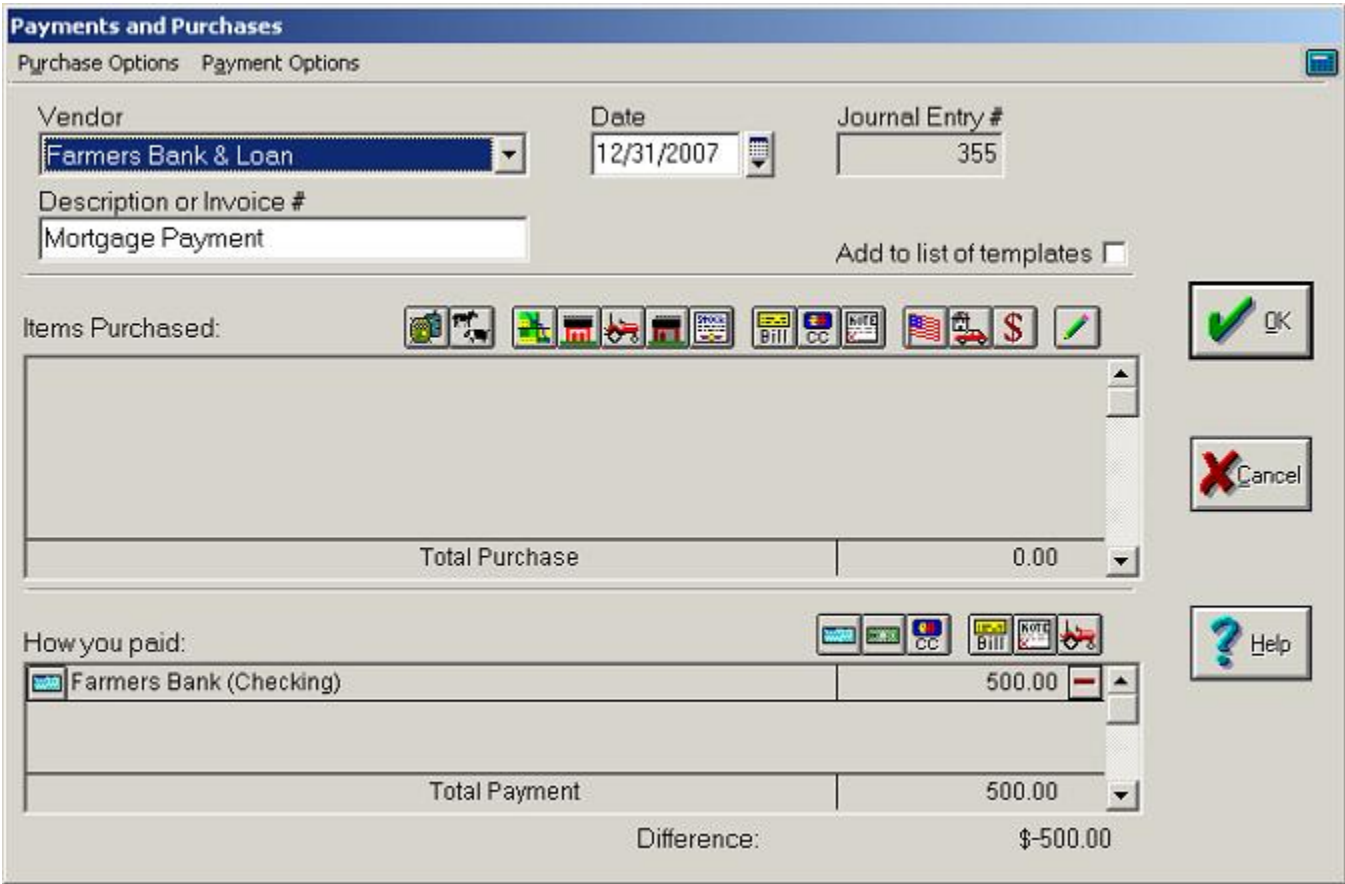 Payments and Purchases
Purchase Options Payment Options
Vendor Date Journal Entry #
Farmers Bank & Loan 12/31/2007 355
Description or Invoice #
Mortgage Payment
Add to list of templates
Items Purchased: STOCK Bill CC NOTE $
OK
Cancel
Total Purchase 0.00
How you paid: CC Bill NOTE
Help
Farmers Bank (Checking) 500.00
Total Payment 500.00
Difference: $-500.00